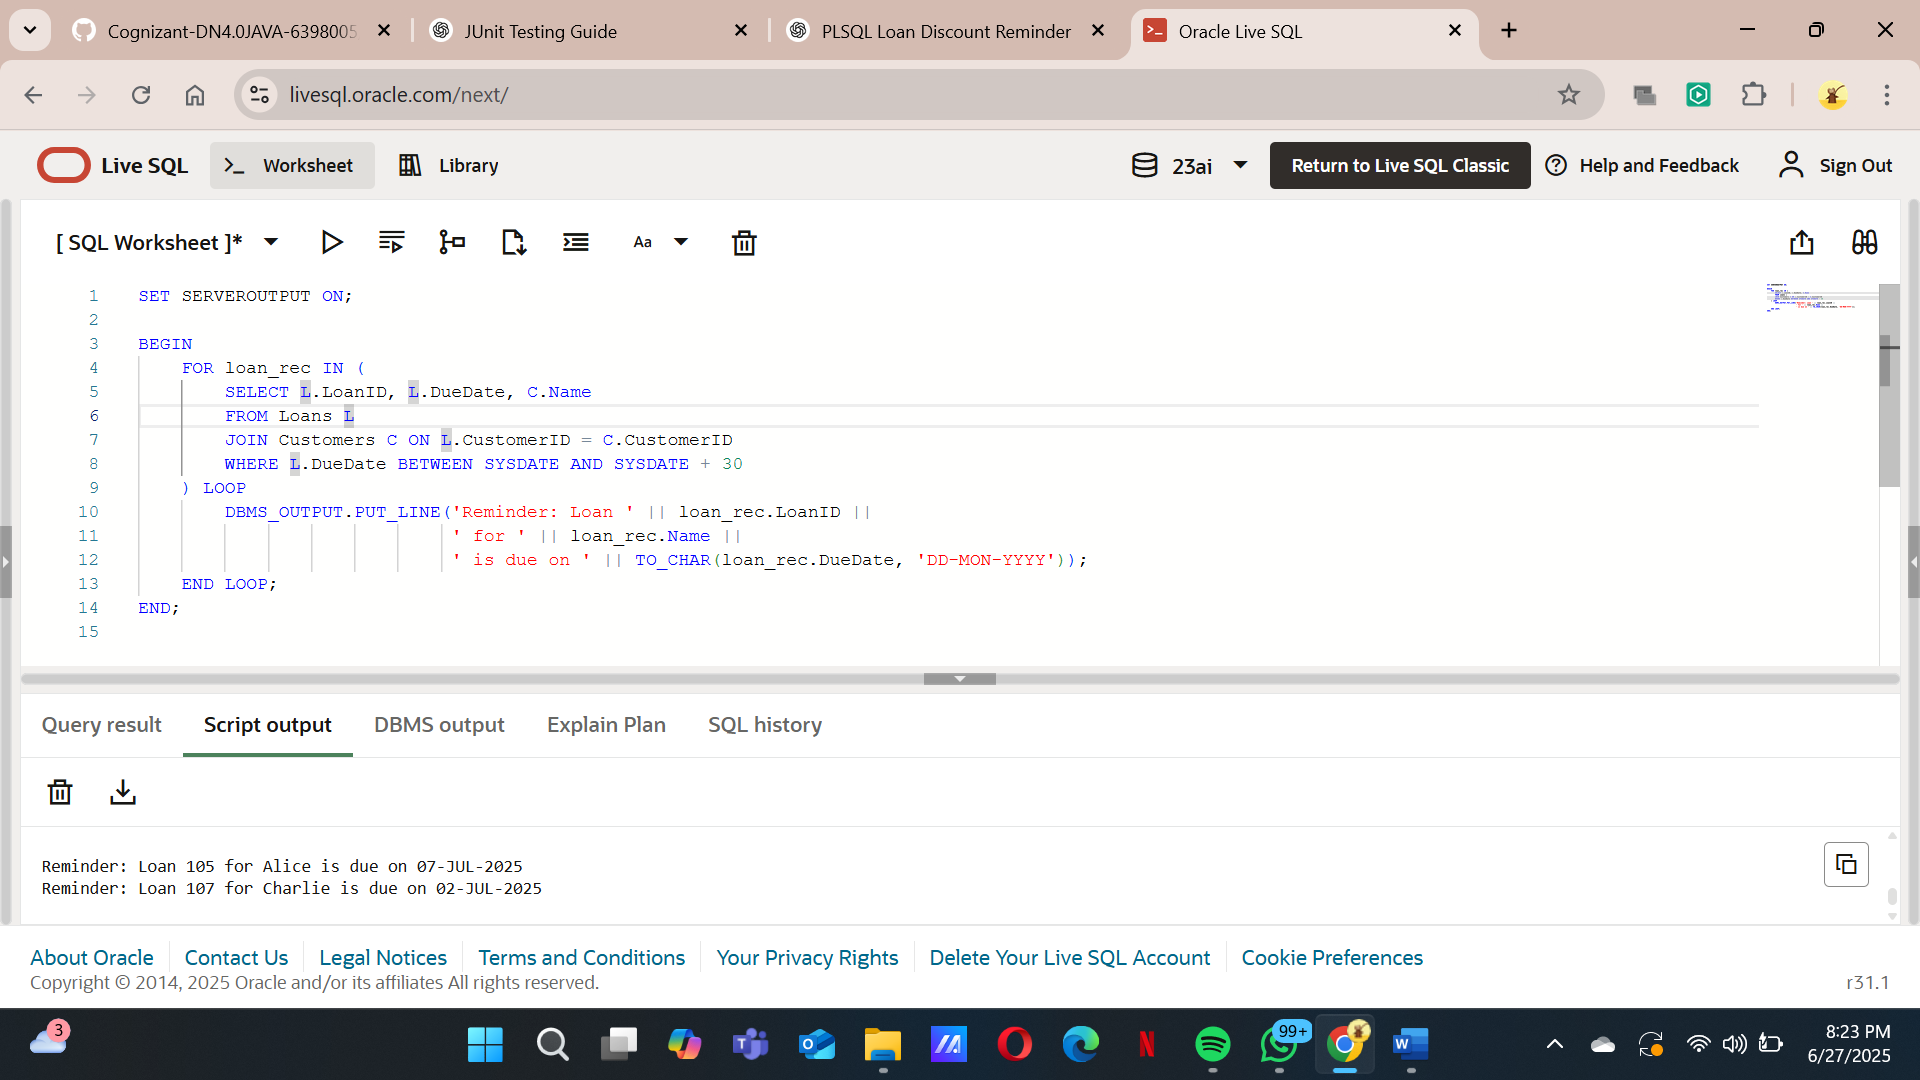 Cognizant-DN4.0JAVA-6398005
JUnit Testing Guide
PLSQL Loan Discount Reminder
Oracle Live SQL
livesql.oracle.com/next/
Live SQL
Worksheet
Library
23ai
Return to Live SQL Classic
Help and Feedback
Sign Out
[ SQL Worksheet ]*
Aa
1 SET SERVEROUTPUT ON;
2
3 BEGIN
4 FOR loan_rec IN (
5 SELECT L.LoanID, L.DueDate, C.Name
6 FROM Loans L
7 JOIN Customers C ON L.CustomerID = C.CustomerID
8 WHERE L.DueDate BETWEEN SYSDATE AND SYSDATE + 30
9 ) LOOP
10 DBMS_OUTPUT.PUT_LINE('Reminder: Loan ' || loan_rec.LoanID ||
11 ' for ' || loan_rec.Name ||
12 ' is due on ' || TO_CHAR(loan_rec.DueDate, 'DD-MON-YYYY'));
13 END LOOP;
14 END;
15
Query result
Script output
DBMS output
Explain Plan
SQL history
Reminder: Loan 105 for Alice is due on 07-JUL-2025
Reminder: Loan 107 for Charlie is due on 02-JUL-2025
About Oracle
Contact Us
Legal Notices
Terms and Conditions
Your Privacy Rights
Delete Your Live SQL Account
Cookie Preferences
Copyright © 2014, 2025 Oracle and/or its affiliates All rights reserved.
r31.1
3
99+
8:23 PM
6/27/2025